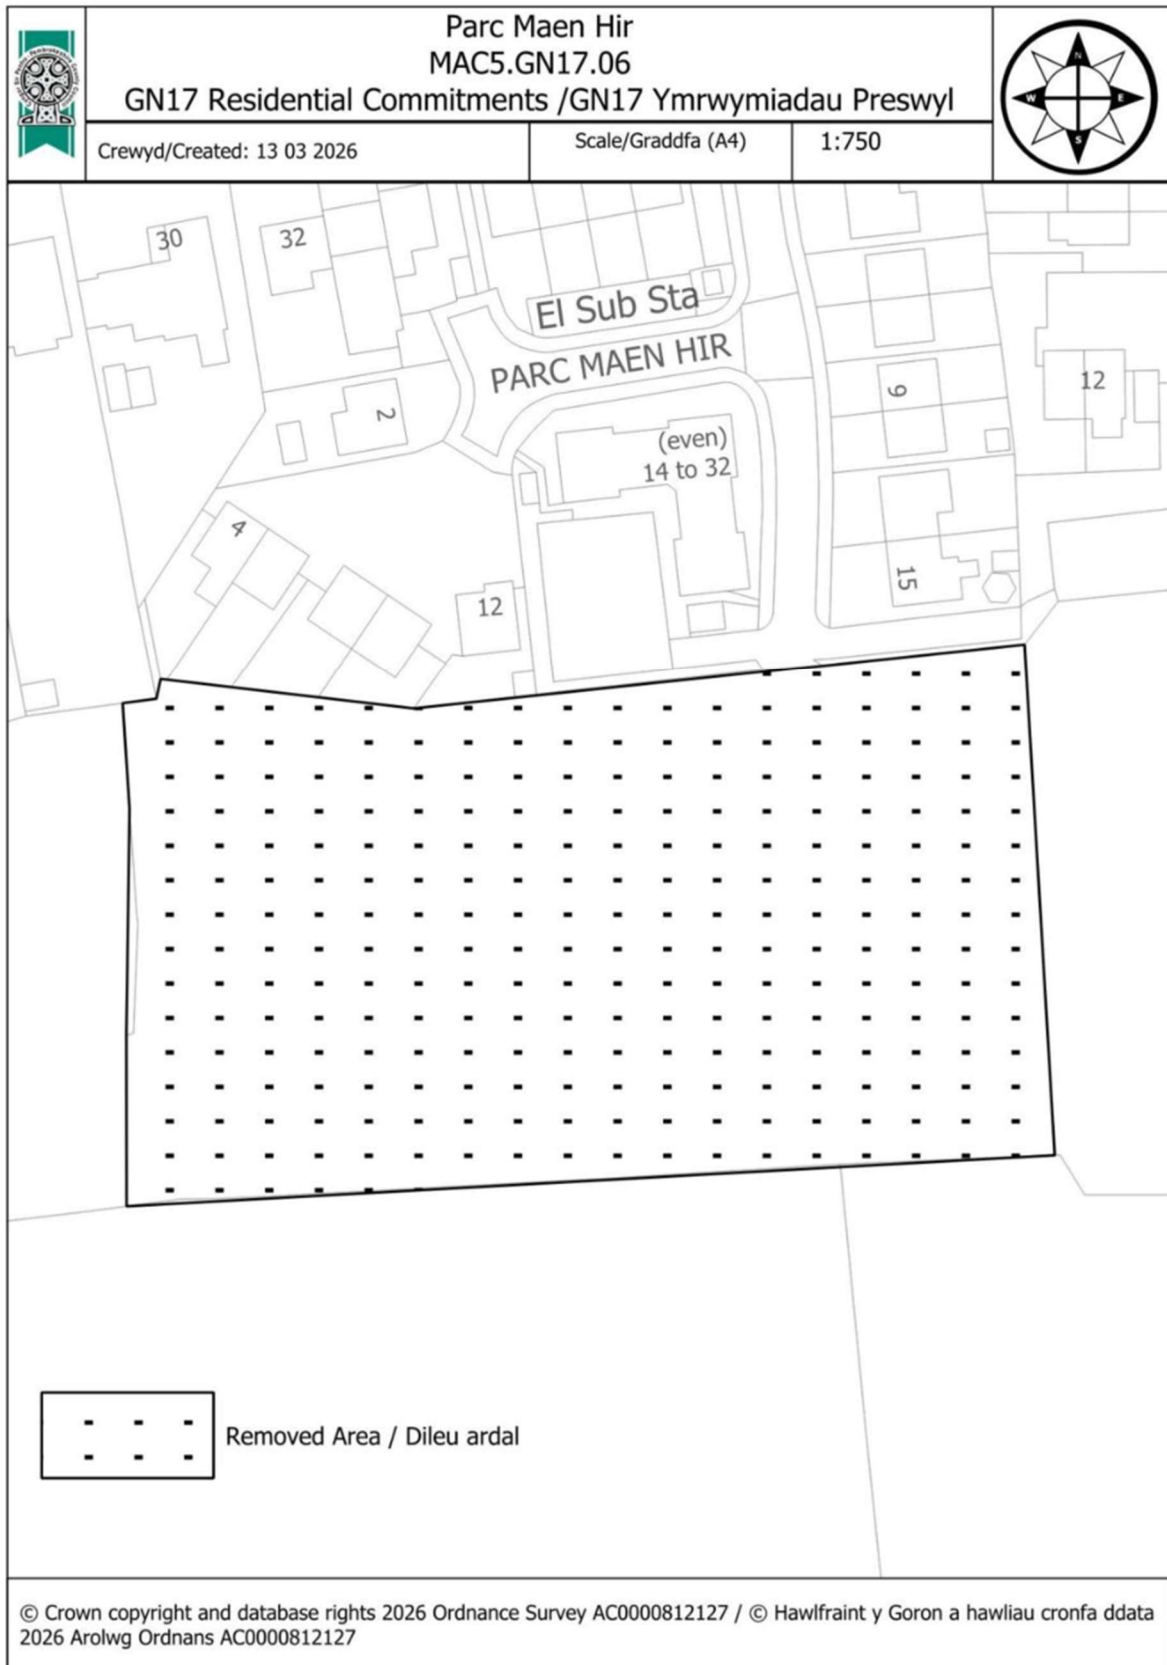 Parc Maen Hir
MAC5.GN17.06
GN17 Residential Commitments /GN17 Ymrwymiadau Preswyl
Crewyd/Created: 13 03 2026
Scale/Graddfa (A4)
1:750
N
W
E
S
30
32
El Sub Sta
PARC MAEN HIR
2
9
12
(even)
14 to 32
4
12
15
Removed Area / Dileu ardal
© Crown copyright and database rights 2026 Ordnance Survey AC0000812127 / © Hawlfraint y Goron a hawliau cronfa ddata
2026 Arolwg Ordnans AC0000812127